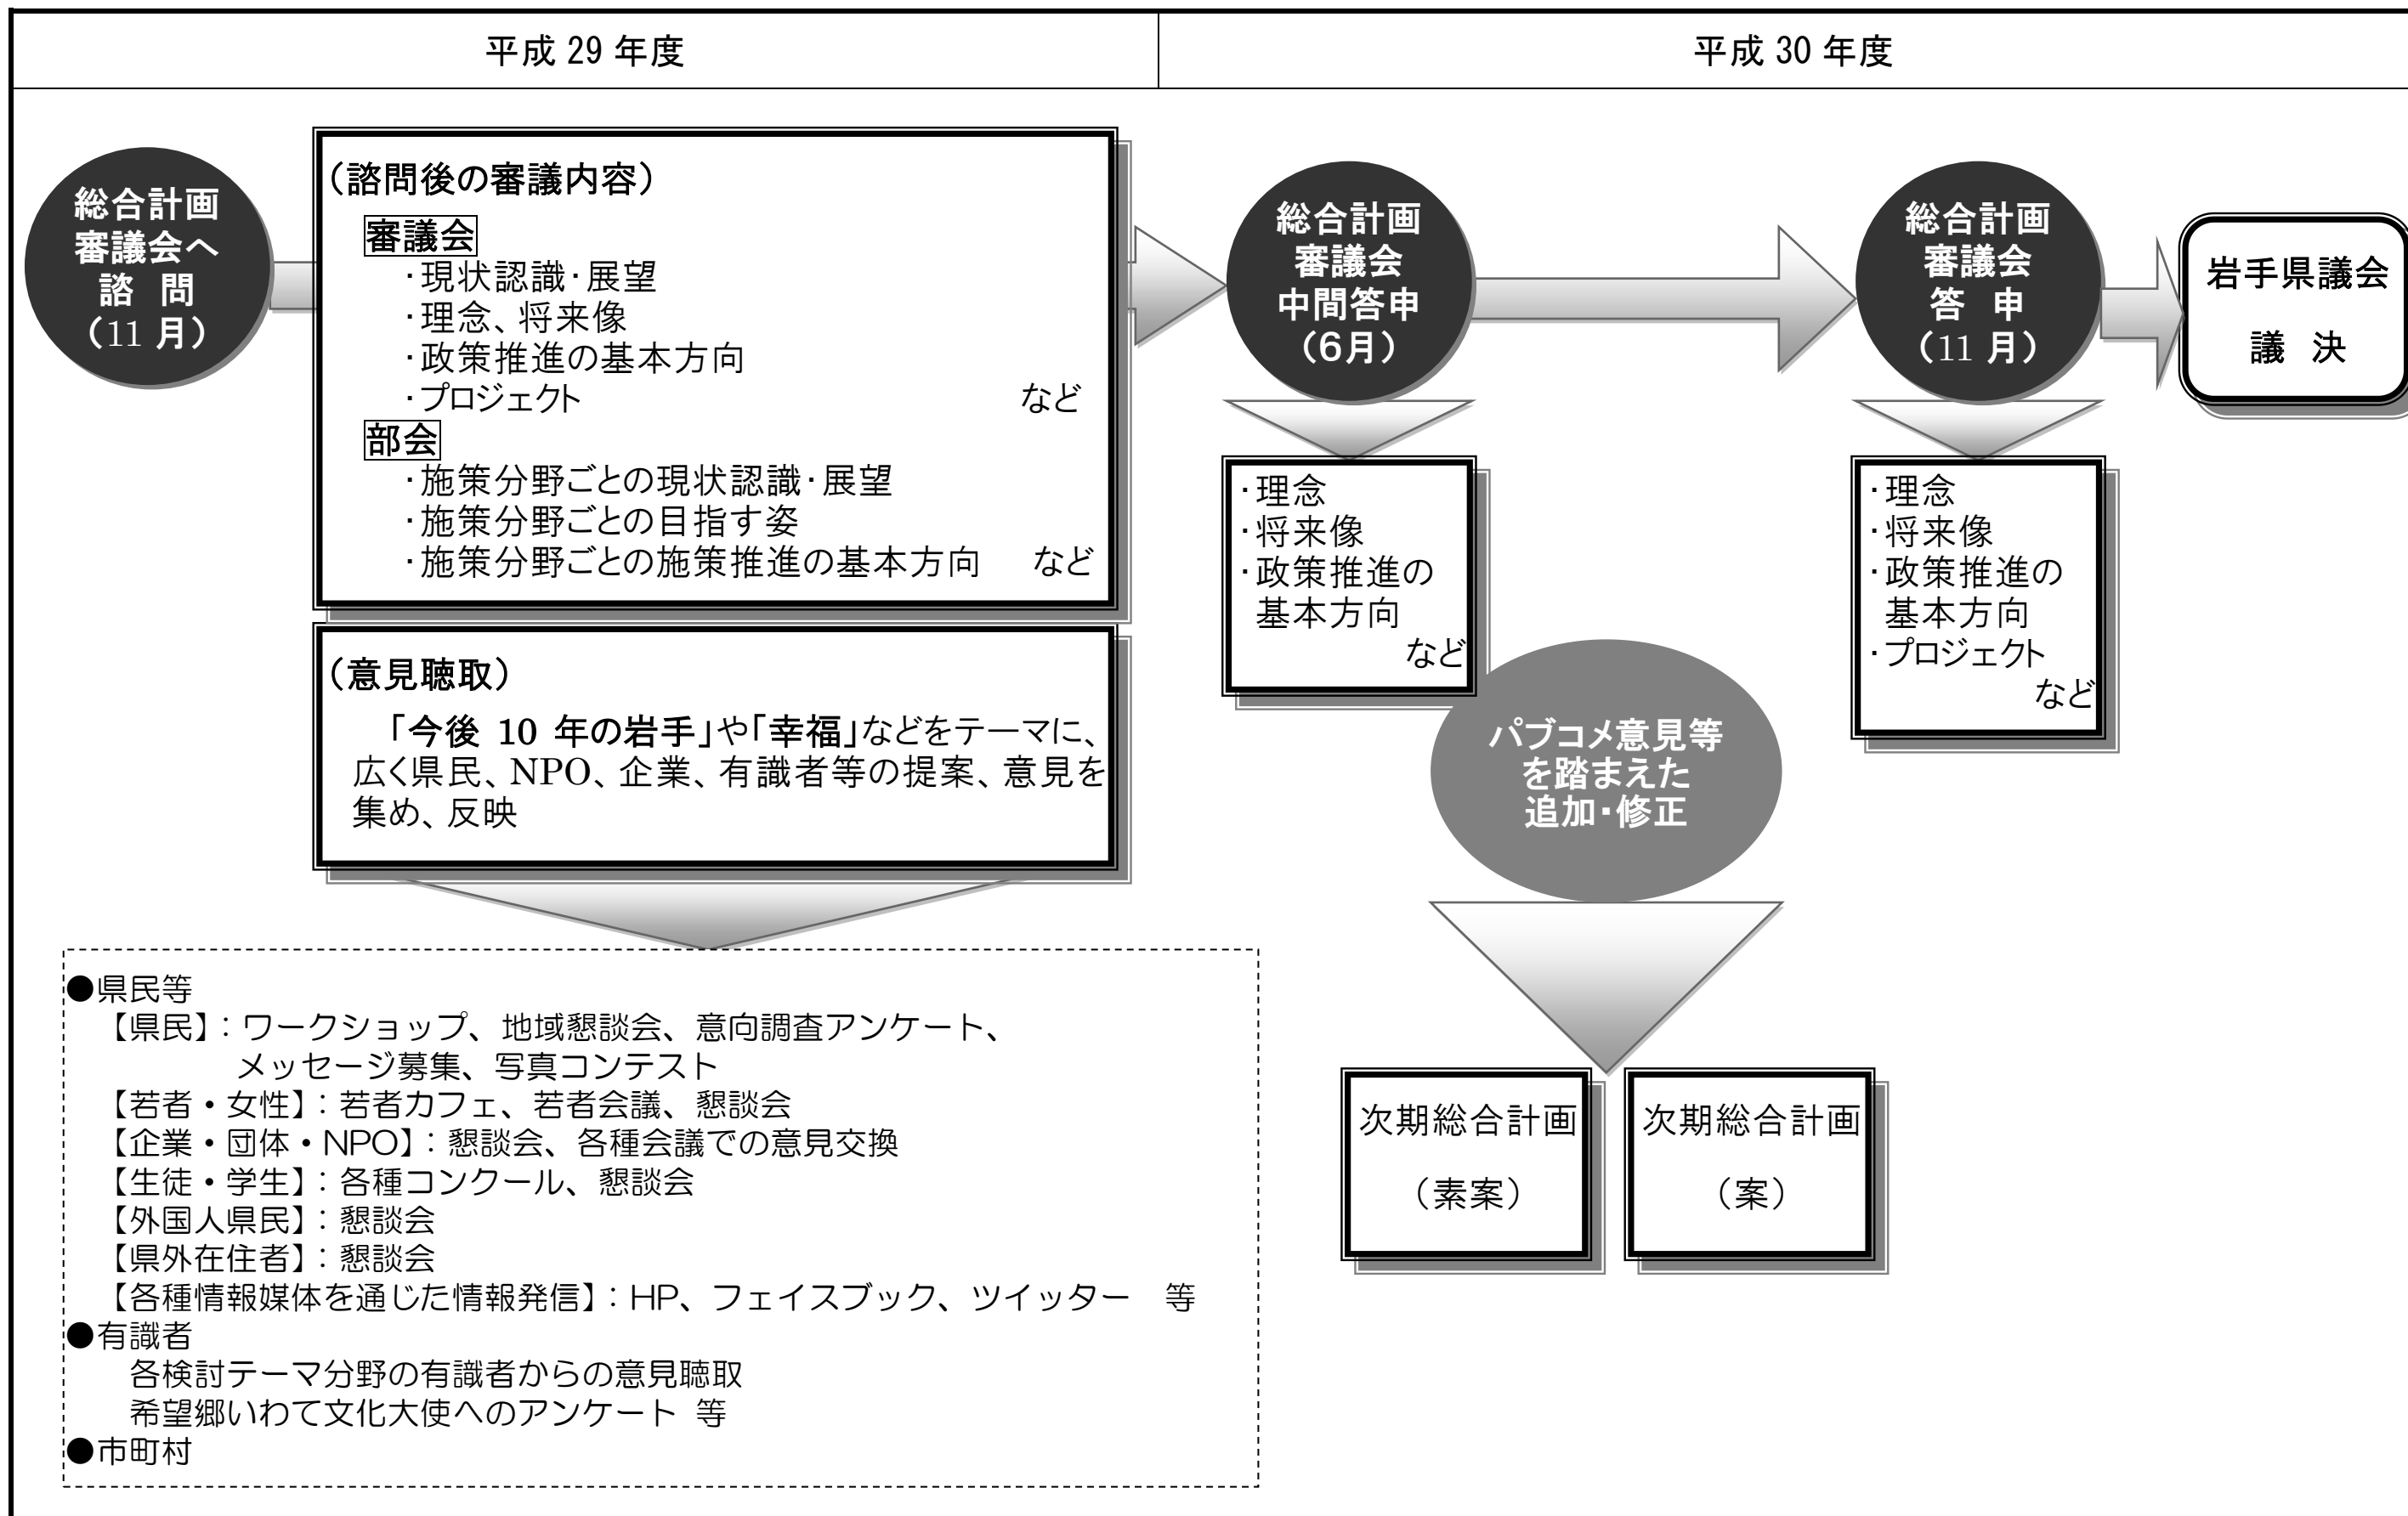 平成 29 年度
平成 30 年度
総合計画
審議会へ
諮 問
（11 月）
（諮問後の審議内容）
審議会
・現状認識・展望
・理念、将来像
・政策推進の基本方向
・プロジェクト　など
部会
・施策分野ごとの現状認識・展望
・施策分野ごとの目指す姿
・施策分野ごとの施策推進の基本方向　など
（意見聴取）
「今後 10 年の岩手」や「幸福」などをテーマに、
広く県民、NPO、企業、有識者等の提案、意見を
集め、反映
●県民等
【県民】：ワークショップ、地域懇談会、意向調査アンケート、
メッセージ募集、写真コンテスト
【若者・女性】：若者カフェ、若者会議、懇談会
【企業・団体・NPO】：懇談会、各種会議での意見交換
【生徒・学生】：各種コンクール、懇談会
【外国人県民】：懇談会
【県外在住者】：懇談会
【各種情報媒体を通じた情報発信】：HP、フェイスブック、ツイッター　等
●有識者
各検討テーマ分野の有識者からの意見聴取
希望郷いわて文化大使へのアンケート 等
●市町村
総合計画
審議会
中間答申
（6月）
・理念
・将来像
・政策推進の
基本方向
など
パブコメ意見等
を踏まえた
追加・修正
次期総合計画
（素案）
次期総合計画
（案）
総合計画
審議会
答 申
（11 月）
・理念
・将来像
・政策推進の
基本方向
・プロジェクト
など
岩手県議会
議 決